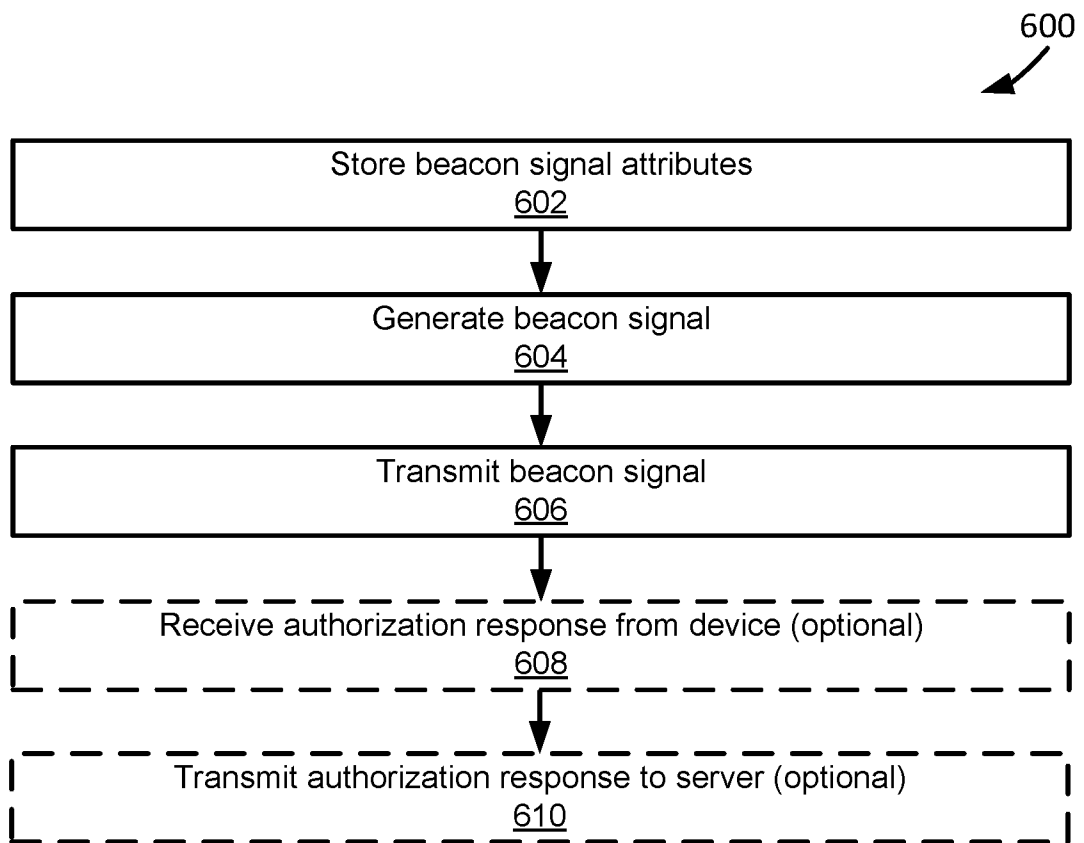 600
Store beacon signal attributes
602
Generate beacon signal
604
Transmit beacon signal
606
Receive authorization response from device (optional)
608
Transmit authorization response to server (optional)
610